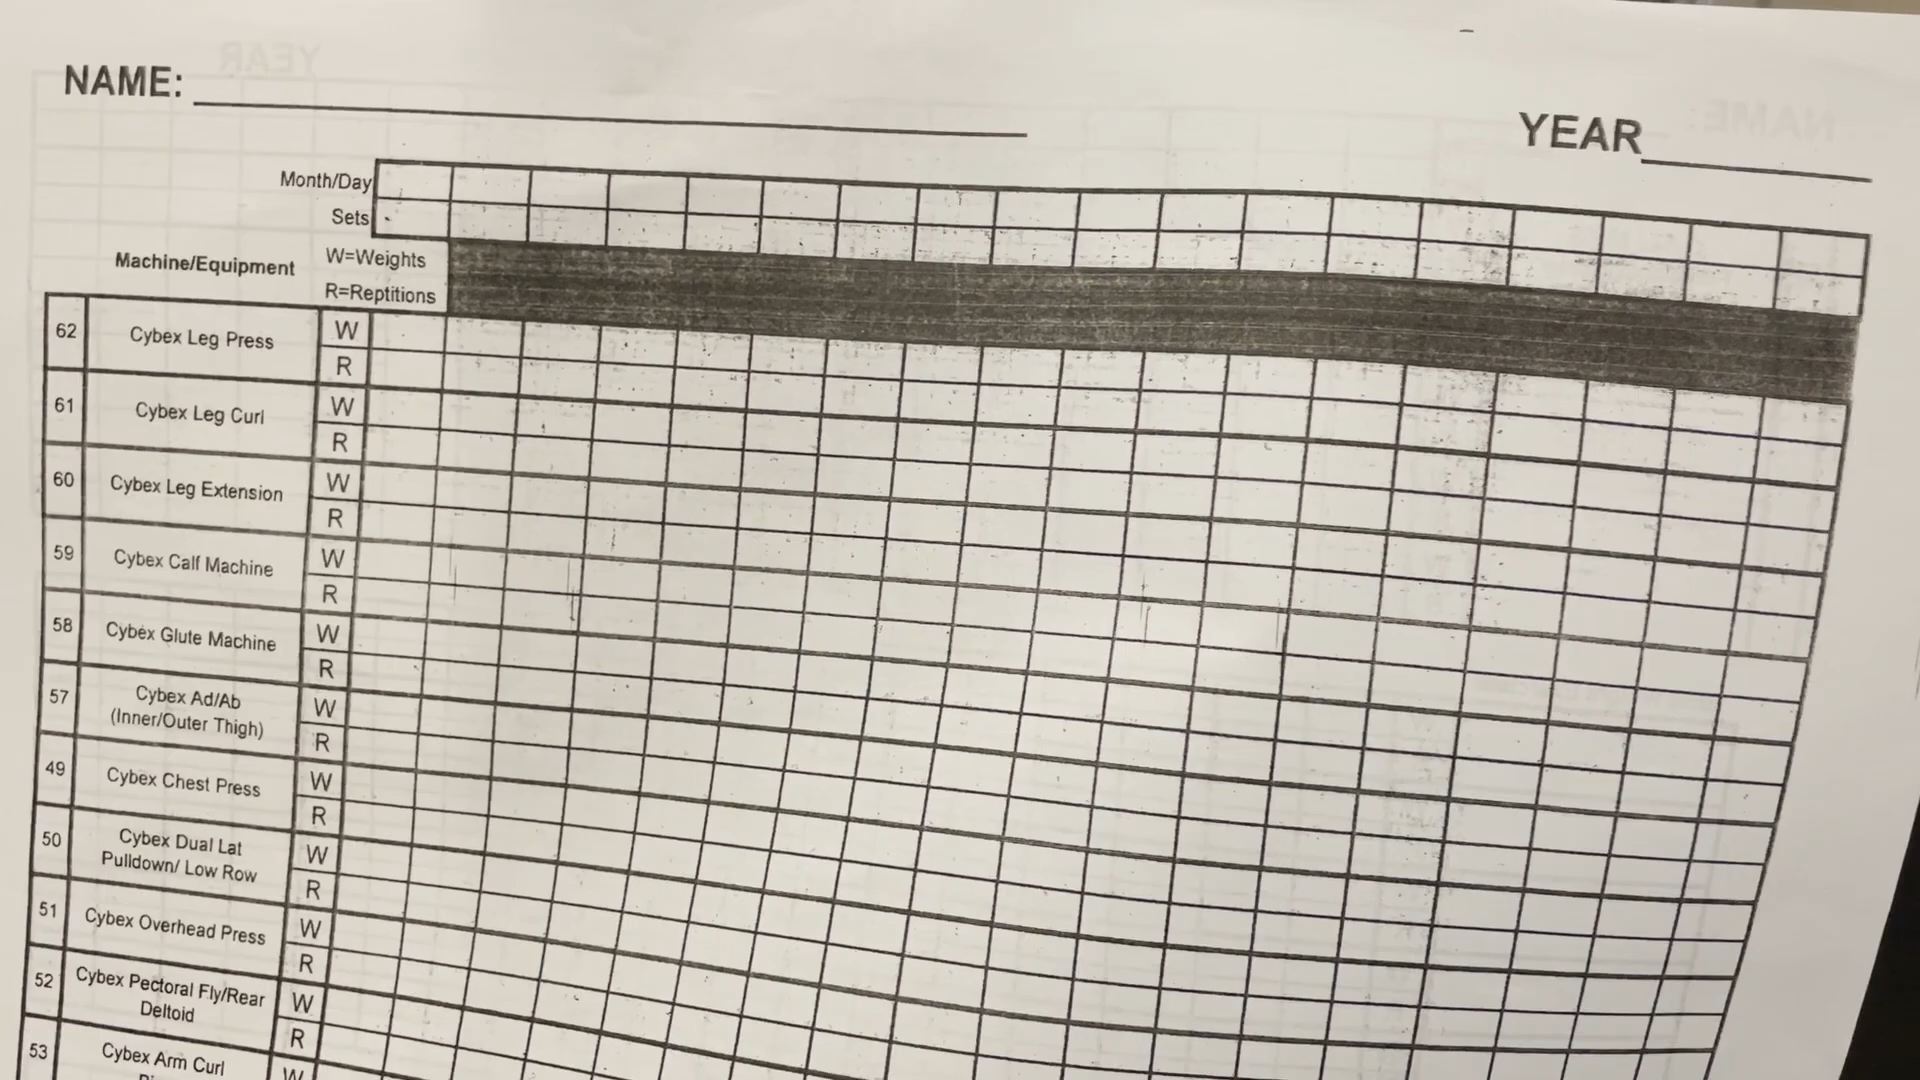 NAME:
YEAR
Month/Day
Sets
Machine/Equipment W=Weights
R=Reptitions
62 Cybex Leg Press W
R
61 Cybex Leg Curl W
R
60 Cybex Leg Extension W
R
59 Cybex Calf Machine W
R
58 Cybex Glute Machine W
R
57 Cybex Ad/Ab
(Inner/Outer Thigh) W
R
49 Cybex Chest Press W
R
50 Cybex Dual Lat
Pulldown/ Low Row W
R
51 Cybex Overhead Press W
R
52 Cybex Pectoral Fly/Rear
Deltoid W
R
53 Cybex Arm Curl
W